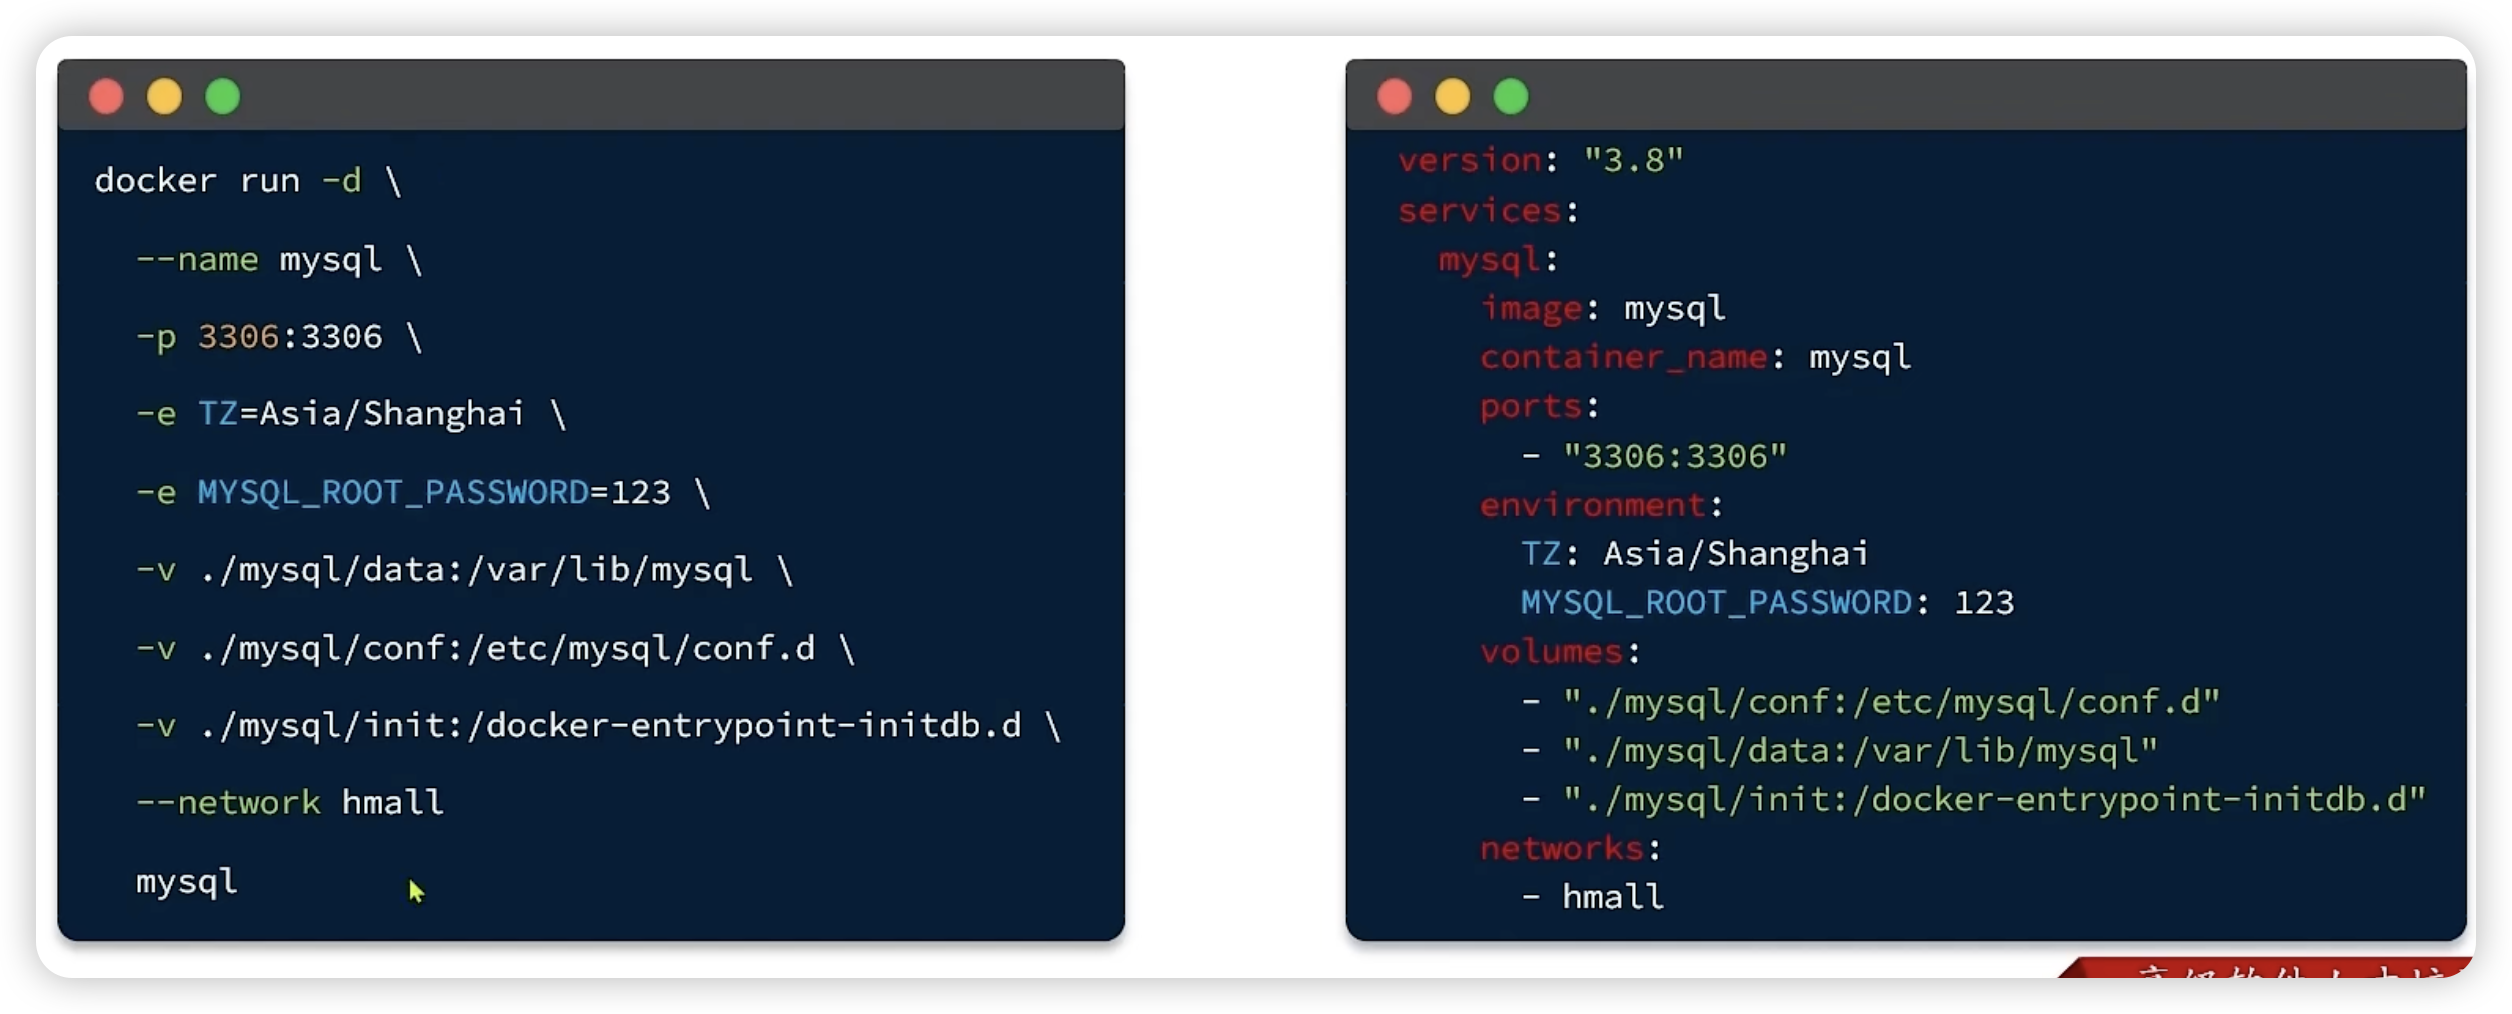 docker run -d \
--name mysql \
-p 3306:3306 \
-e TZ=Asia/Shanghai \
-e MYSQL_ROOT_PASSWORD=123 \
-v ./mysql/data:/var/lib/mysql \
-v ./mysql/conf:/etc/mysql/conf.d \
-v ./mysql/init:/docker-entrypoint-initdb.d \
--network hmall
mysql
version: "3.8"
services:
mysql:
image: mysql
container_name: mysql
ports:
- "3306:3306"
environment:
TZ: Asia/Shanghai
MYSQL_ROOT_PASSWORD: 123
volumes:
- "./mysql/conf:/etc/mysql/conf.d"
- "./mysql/data:/var/lib/mysql"
- "./mysql/init:/docker-entrypoint-initdb.d"
networks:
- hmall